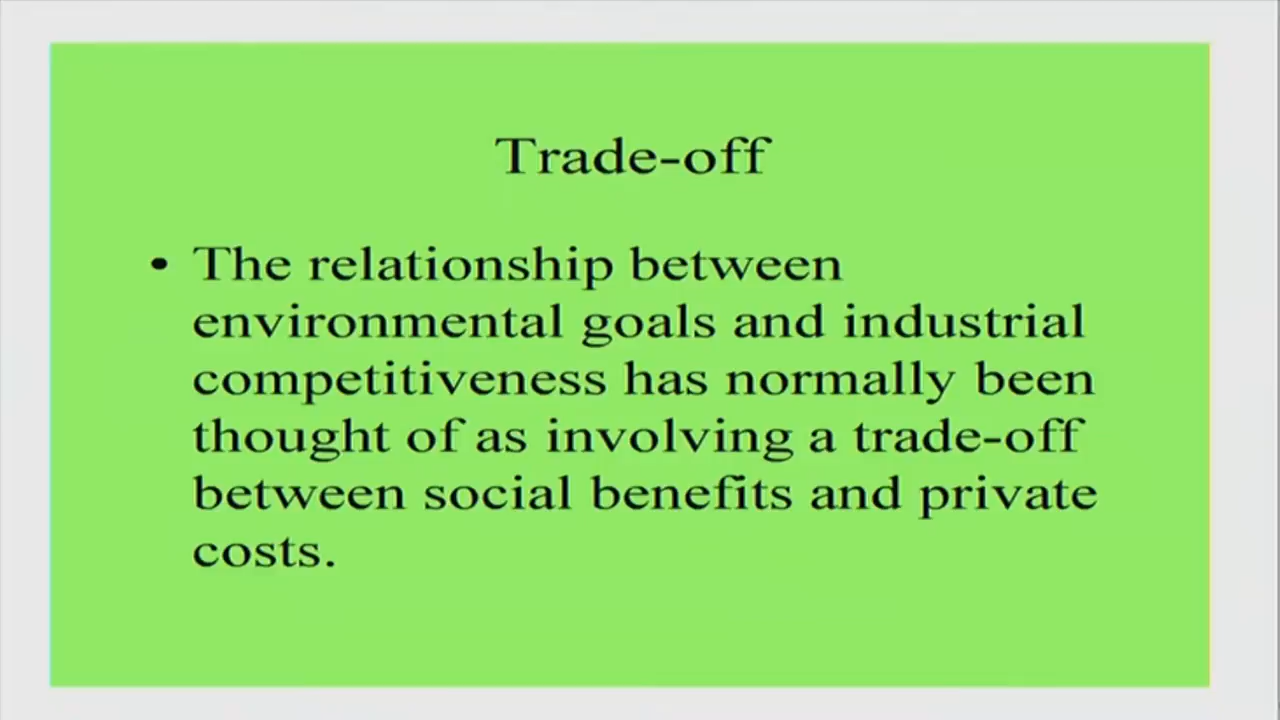 Trade-off
• The relationship between
environmental goals and industrial
competitiveness has normally been
thought of as involving a trade-off
between social benefits and private
costs.